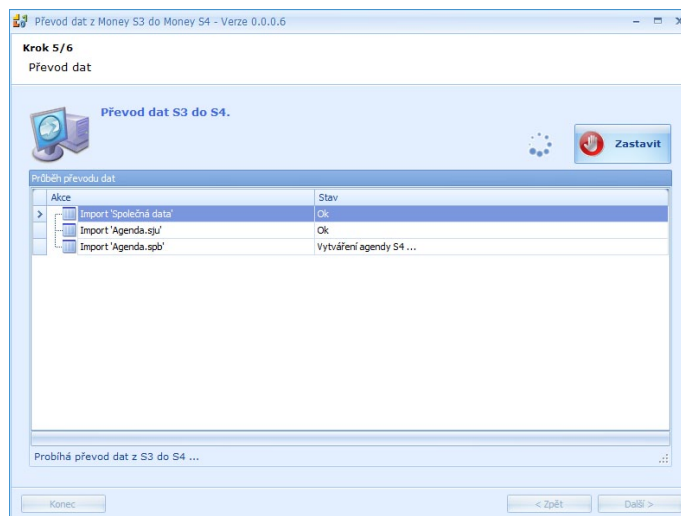 Převod dat z Money S3 do Money S4 - Verze 0.0.0.6
Krok 5/6
Převod dat
Převod dat S3 do S4.
Zastavit
Průběh převodu dat
Akce Stav
Import 'Společná data' Ok
Import 'Agenda.sju' Ok
Import 'Agenda.spb' Vytváření agendy S4 ...
Probíhá převod dat z S3 do S4 ...
Konec < Zpět Další >